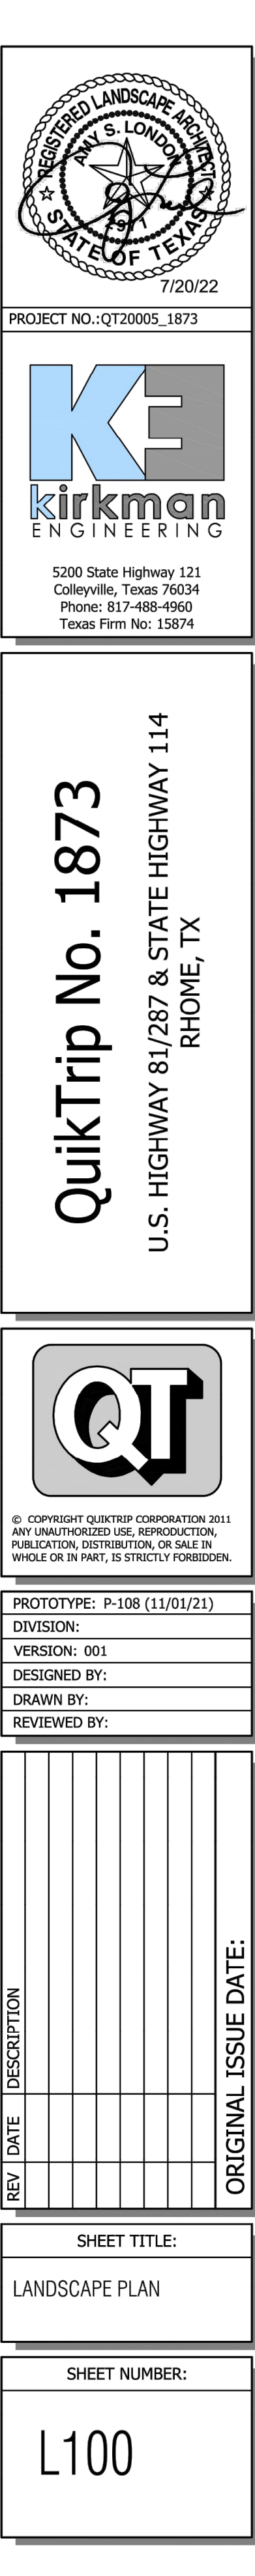 REGISTERED LANDSCAPE ARCHITECT
AMY S. LONDON
STATE OF TEXAS
7/20/22
PROJECT NO.:QT20005_1873
KE
kirkman
ENGINEERING
5200 State Highway 121
Colleyville, Texas 76034
Phone: 817-488-4960
Texas Firm No: 15874
QuikTrip No. 1873
U.S. HIGHWAY 81/287 & STATE HIGHWAY 114
RHOME, TX
QT
© COPYRIGHT QUIKTRIP CORPORATION 2011
ANY UNAUTHORIZED USE, REPRODUCTION,
PUBLICATION, DISTRIBUTION, OR SALE IN
WHOLE OR IN PART, IS STRICTLY FORBIDDEN.
PROTOTYPE: P-108 (11/01/21)
DIVISION:
VERSION: 001
DESIGNED BY:
DRAWN BY:
REVIEWED BY:
REV DATE DESCRIPTION
ORIGINAL ISSUE DATE:
SHEET TITLE:
LANDSCAPE PLAN
SHEET NUMBER:
L100